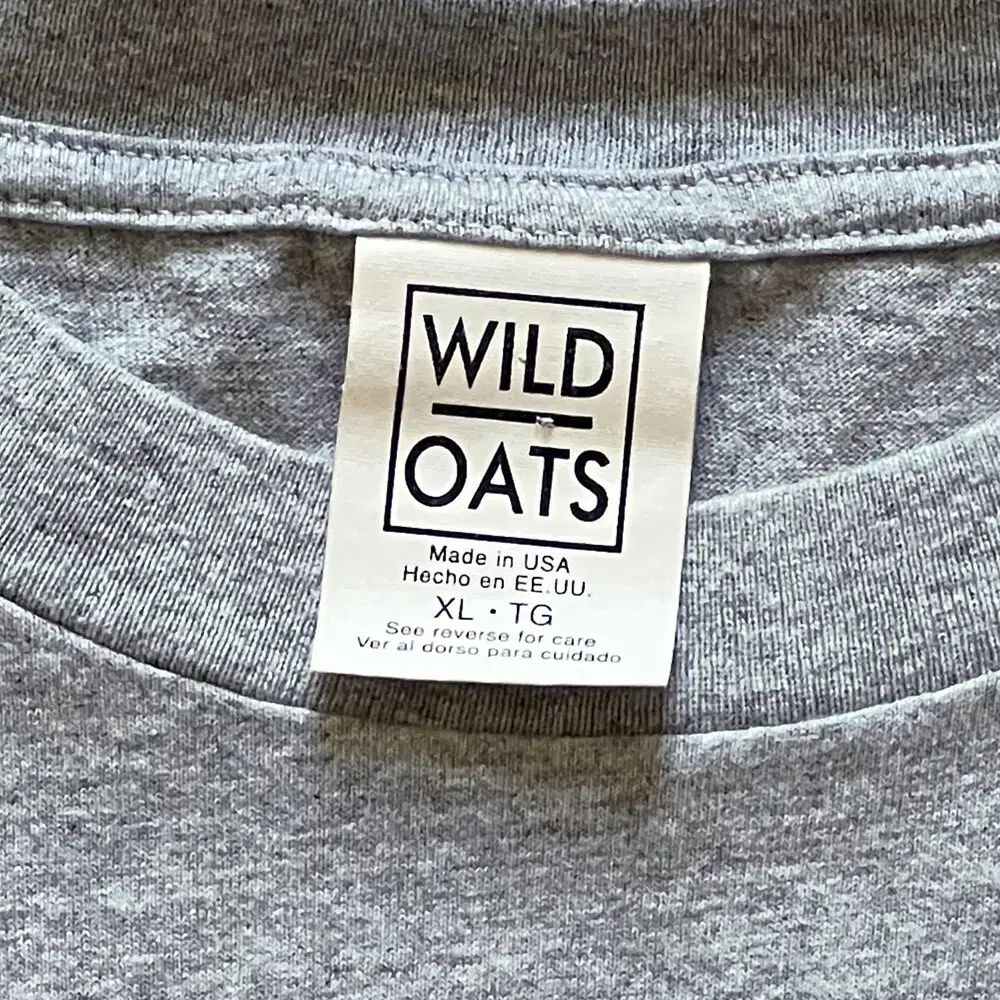 WILD
OATS
Made in USA
Hecho en EE.UU.
XL · TG
See reverse for care
Ver al dorso para cuidado